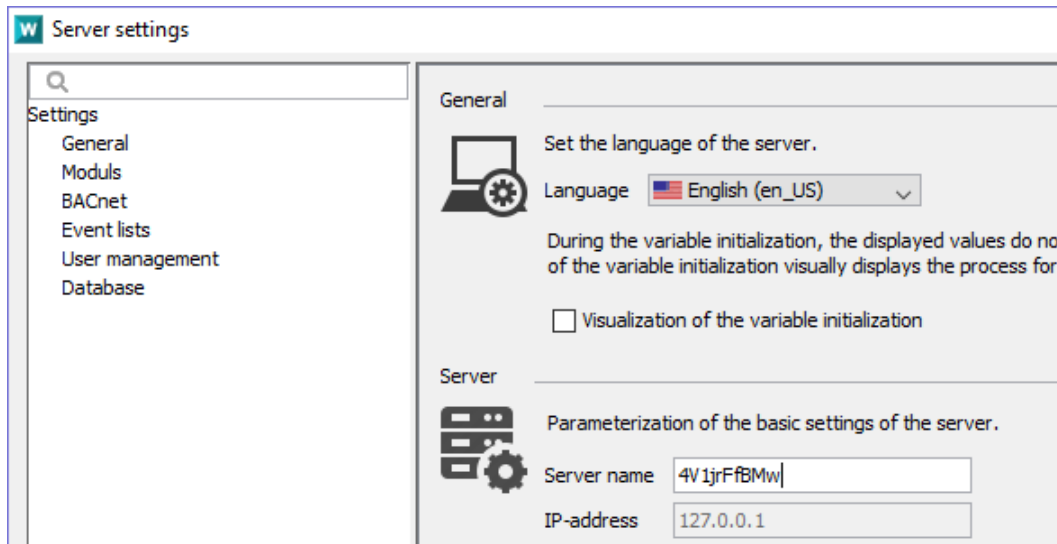 W Server settings
Settings
General
Moduls
BACnet
Event lists
User management
Database
General
Set the language of the server.
Language English (en_US)
During the variable initialization, the displayed values do no
of the variable initialization visually displays the process for
Visualization of the variable initialization
Server
Parameterization of the basic settings of the server.
Server name 4V1jrFfBMw
IP-address 127.0.0.1